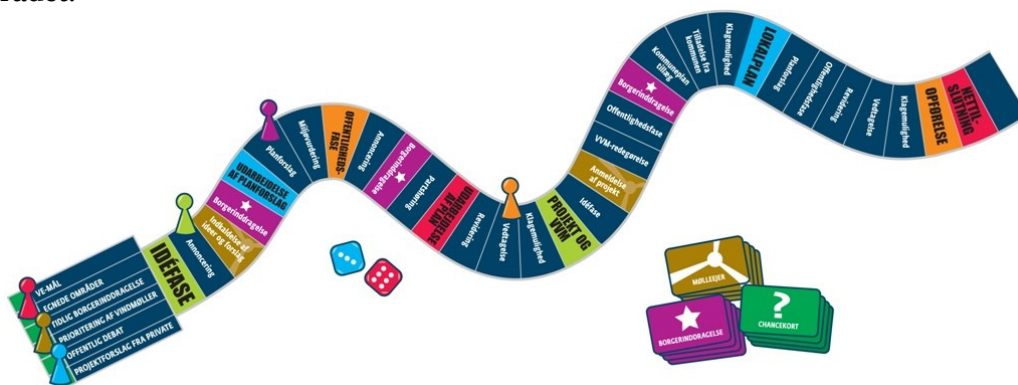 VE-MÅL
EGNEDE OMRÅDER
TIDLIG BORGERINDDRAGELSE
PRIORITERING AF VINDMØLLER
OFFENTLIG DEBAT
PROJEKTFORSLAG FRA PRIVATE
IDÉFASE
Annoncering
Indkaldelse af
ideer og forslag
Borgerinddragelse
UDARBEJDELSE
AF PLANFORSLAG
Planforslag
Miljøvurdering
OFFENTLIGHEDS-
FASE
Annoncering
Borgerinddragelse
Partshøring
UDARBEJDELSE
AF PLAN
Revidering
Vedtagelse
Klagemulighed
PROJEKT OG
VVM
Idéfase
Anmeldelse
af projekt
VVM-redegørelse
Offentlighedsfase
Borgerinddragelse
Kommuneplan
tillæg
Tilladelse fra
kommunen
Klagemulighed
LOKALPLAN
Planforslag
Offentlighedsfase
Revidering
Vedtagelse
Klagemulighed
OPFØRELSE
NETTIL-
SLUTNING
MØLLEEJER
BORGERINDDRAGELSE
?
CHANCEKORT